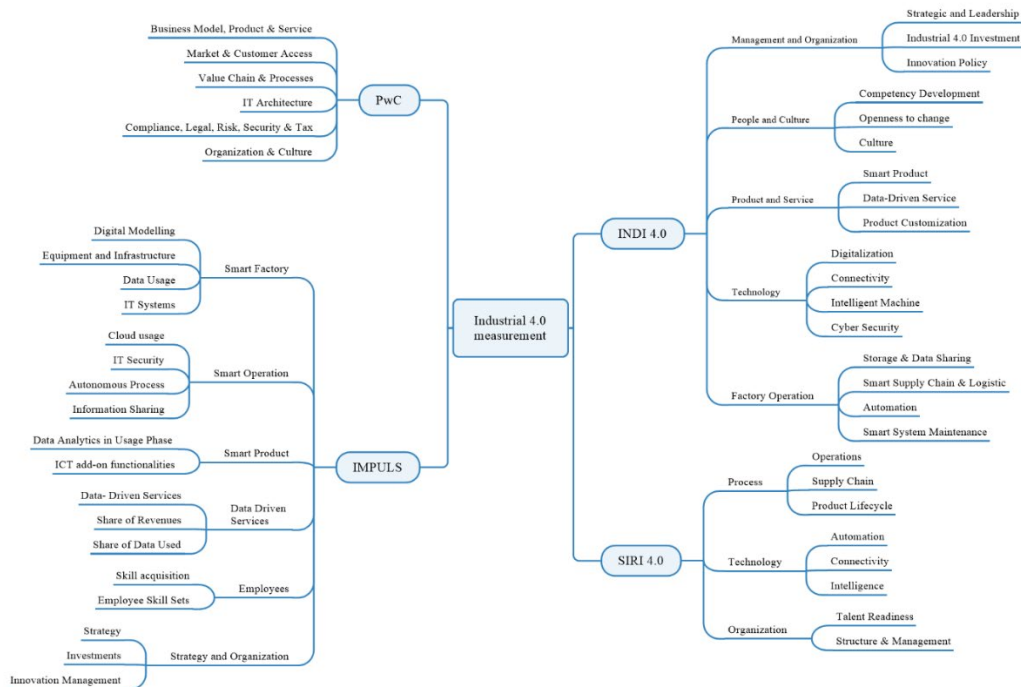 Business Model, Product & Service
Market & Customer Access
Value Chain & Processes
IT Architecture
Compliance, Legal, Risk, Security & Tax
Organization & Culture
PwC
Digital Modelling
Equipment and Infrastructure
Data Usage
IT Systems
Smart Factory
Cloud usage
IT Security
Autonomous Process
Information Sharing
Smart Operation
Data Analytics in Usage Phase
ICT add-on functionalities
Smart Product
Data- Driven Services
Share of Revenues
Share of Data Used
Data Driven
Services
Skill acquisition
Employee Skill Sets
Employees
Strategy
Investments
Innovation Management
Strategy and Organization
IMPULS
Industrial 4.0
measurement
INDI 4.0
Management and Organization
Strategic and Leadership
Industrial 4.0 Investment
Innovation Policy
People and Culture
Competency Development
Openness to change
Culture
Product and Service
Smart Product
Data-Driven Service
Product Customization
Technology
Digitalization
Connectivity
Intelligent Machine
Cyber Security
Factory Operation
Storage & Data Sharing
Smart Supply Chain & Logistic
Automation
Smart System Maintenance
SIRI 4.0
Process
Operations
Supply Chain
Product Lifecycle
Technology
Automation
Connectivity
Intelligence
Organization
Talent Readiness
Structure & Management